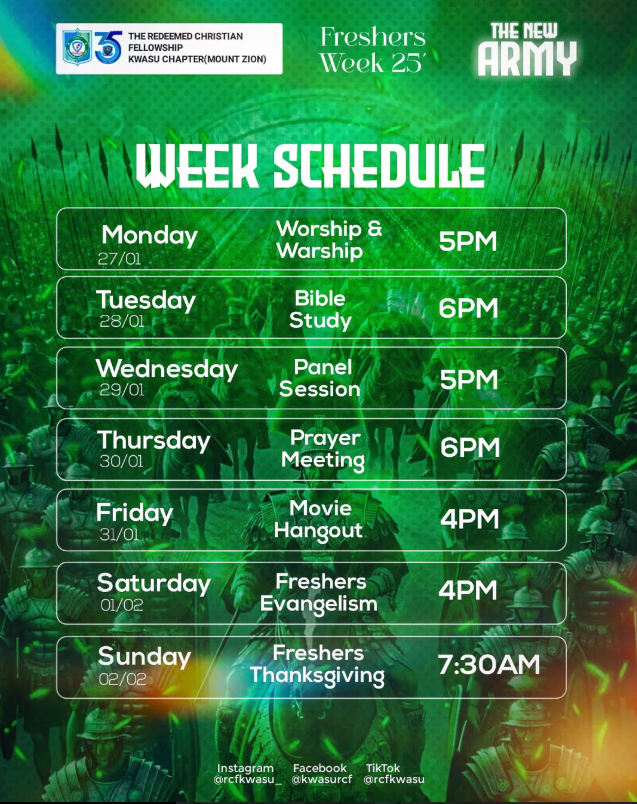 THE REDEEMED CHRISTIAN
FELLOWSHIP
KWASU CHAPTER(MOUNT ZION)
35
Freshers
Week 25'
THE NEW
ARMY
WEEK SCHEDULE
Monday
27/01
Worship &
Warship
5PM
Tuesday
28/01
Bible
Study
6PM
Wednesday
29/01
Panel
Session
5PM
Thursday
30/01
Prayer
Meeting
6PM
Friday
31/01
Movie
Hangout
4PM
Saturday
01/02
Freshers
Evangelism
4PM
Sunday
02/02
Freshers
Thanksgiving
7:30AM
Instagram
@rcfkwasu_
Facebook
@kwasurcf
TikTok
@rcfkwasu